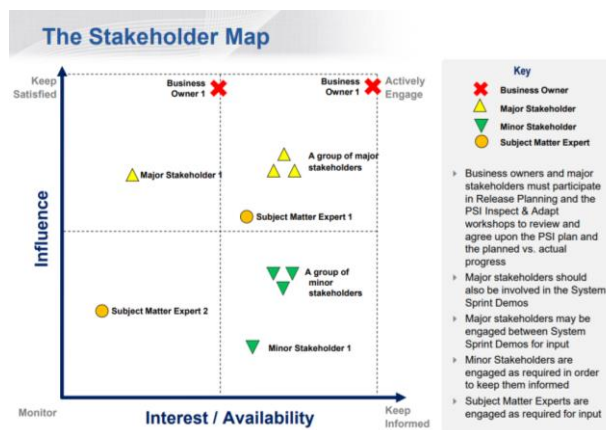 The Stakeholder Map
Keep
Satisfied
Business
Owner 1
Business
Owner 1
Actively
Engage
Major Stakeholder 1
A group of major
stakeholders
Subject Matter Expert 1
Influence
A group of
minor
stakeholders
Subject Matter Expert 2
Minor Stakeholder 1
Monitor
Interest / Availability
Keep
Informed
Key
Business Owner
Major Stakeholder
Minor Stakeholder
Subject Matter Expert
Business owners and major
stakeholders must participate
in Release Planning and the
PSI Inspect & Adapt
workshops to review and
agree upon the PSI plan and
the planned vs. actual
progress
Major stakeholders should
also be involved in the System
Sprint Demos
Major stakeholders may be
engaged between System
Sprint Demos for input
Minor Stakeholders are
engaged as required in order
to keep them informed
Subject Matter Experts are
engaged as required for input